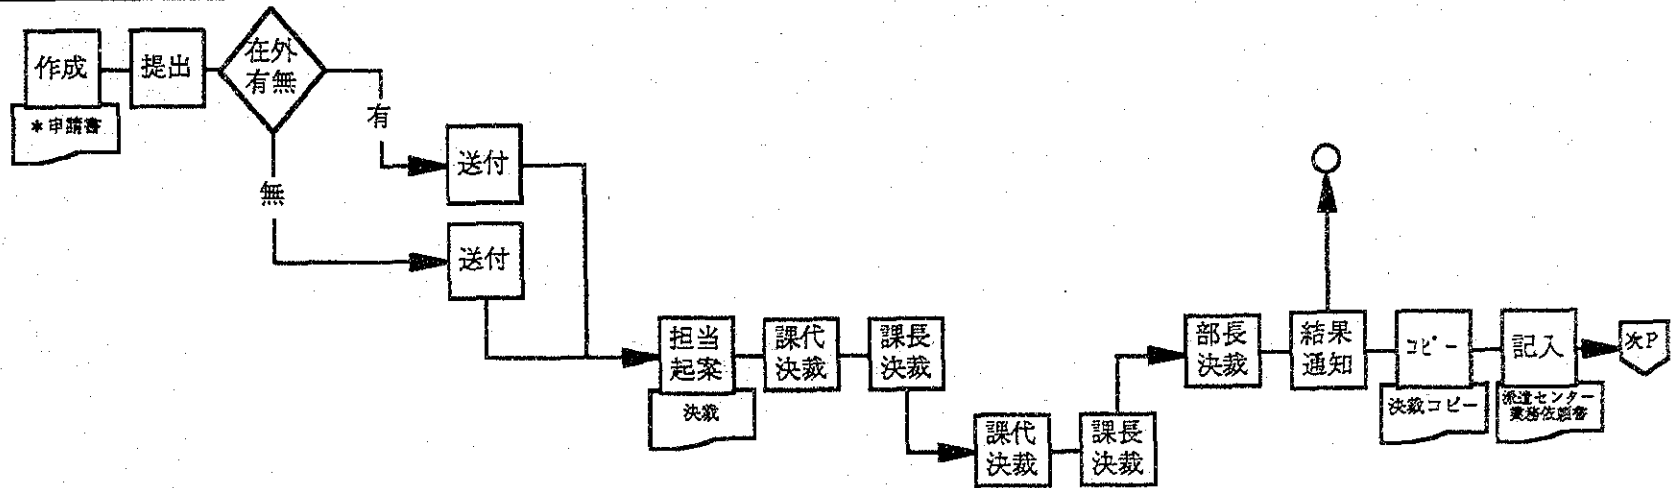 作成
＊申請書
提出
在外
有無
有
無
送付
送付
担当
起案
決裁
課代
決裁
課長
決裁
課代
決裁
課長
決裁
部長
決裁
結果
通知
コピー
決裁コピー
記入
派遣センター
業務依頼書
次P